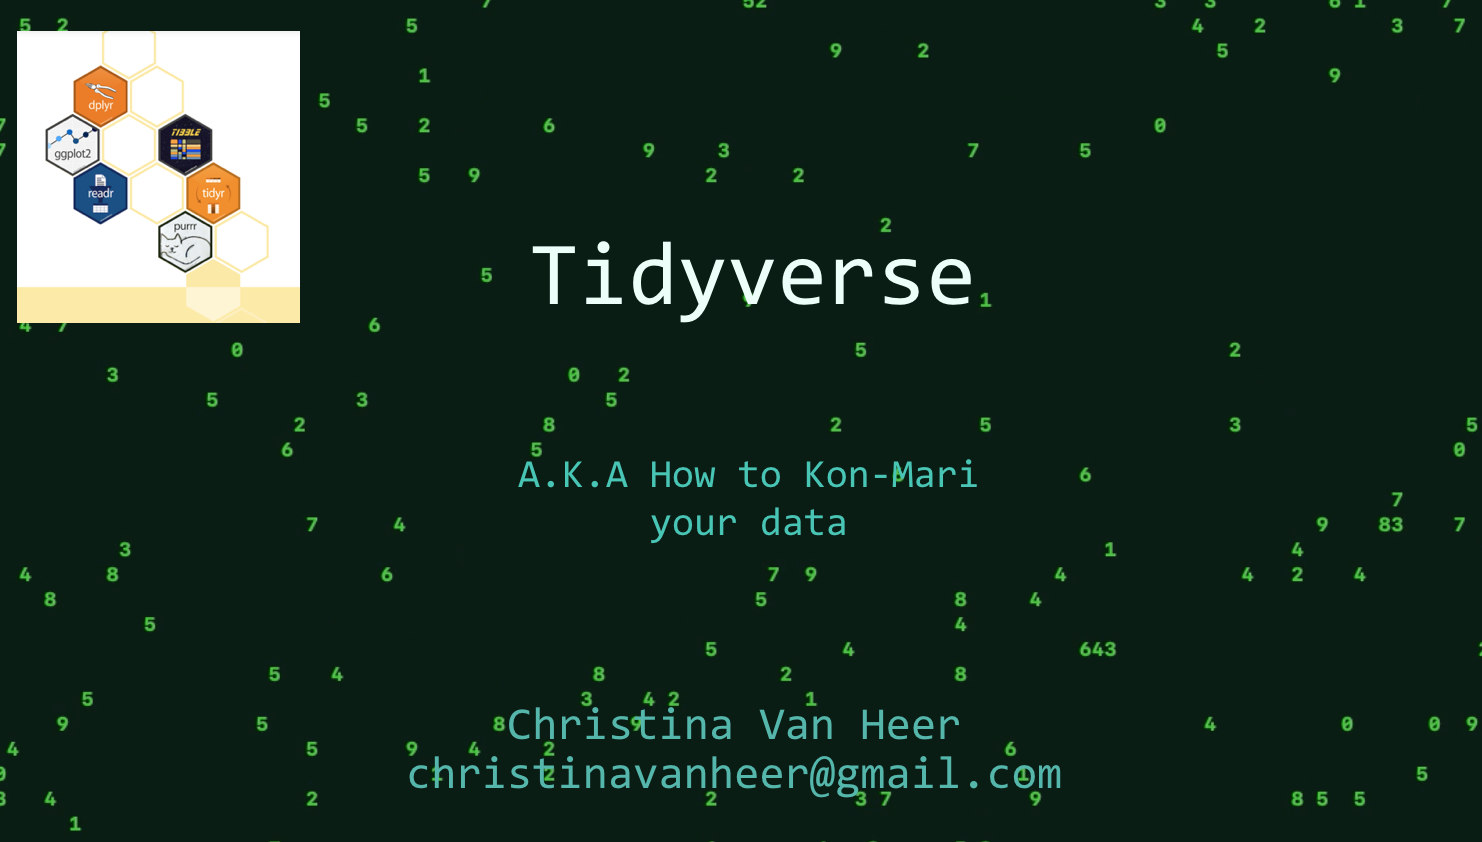 dplyr
ggplot2
TIBBLE
readr
tidyr
purrr
Tidyverse
A.K.A How to Kon-Mari
your data
Christina Van Heer
christinavanheer@gmail.com